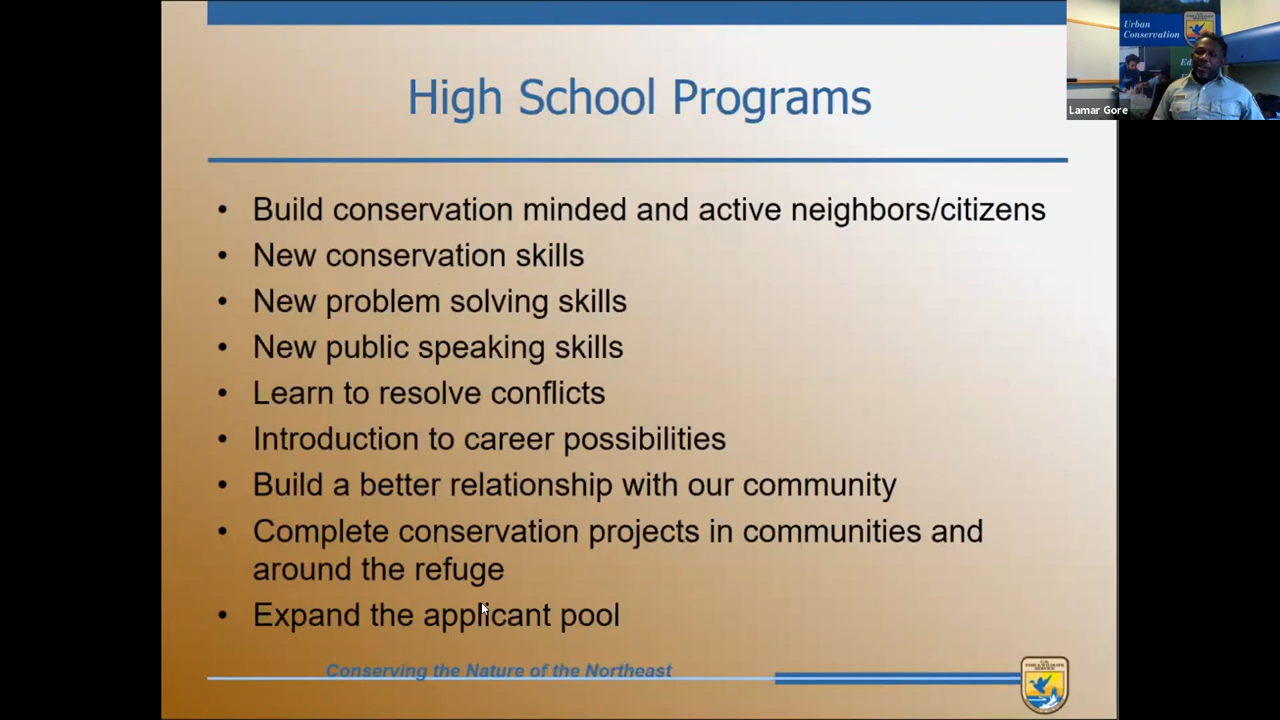 Urban
Conservation
Lamar Gore
High School Programs
• Build conservation minded and active neighbors/citizens
• New conservation skills
• New problem solving skills
• New public speaking skills
• Learn to resolve conflicts
• Introduction to career possibilities
• Build a better relationship with our community
• Complete conservation projects in communities and
around the refuge
• Expand the applicant pool
Conserving the Nature of the Northeast